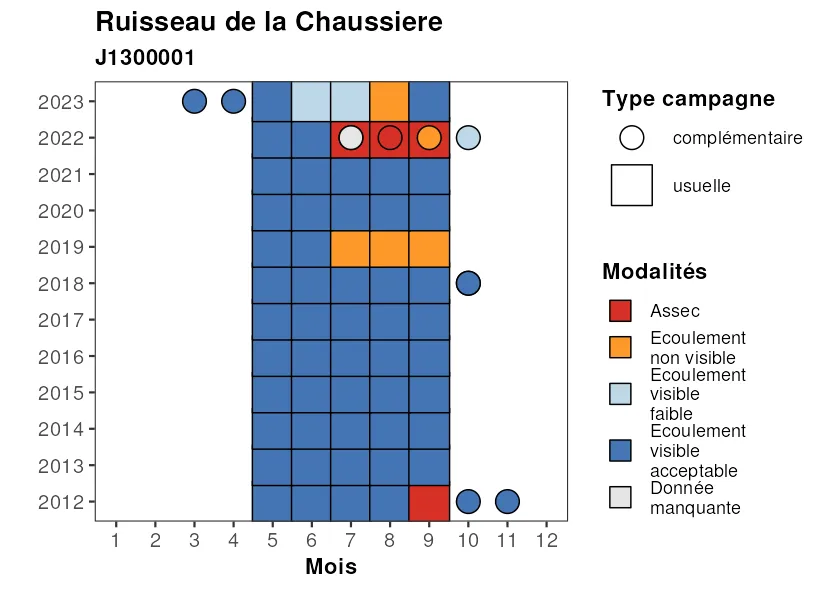 Ruisseau de la Chaussiere
J1300001
2023
2022
2021
2020
2019
2018
2017
2016
2015
2014
2013
2012
1 2 3 4 5 6 7 8 9 10 11 12
Mois
Type campagne
complémentaire
usuelle
Modalités
Assec
Ecoulement
non visible
Ecoulement
visible
faible
Ecoulement
visible
acceptable
Donnée
manquante